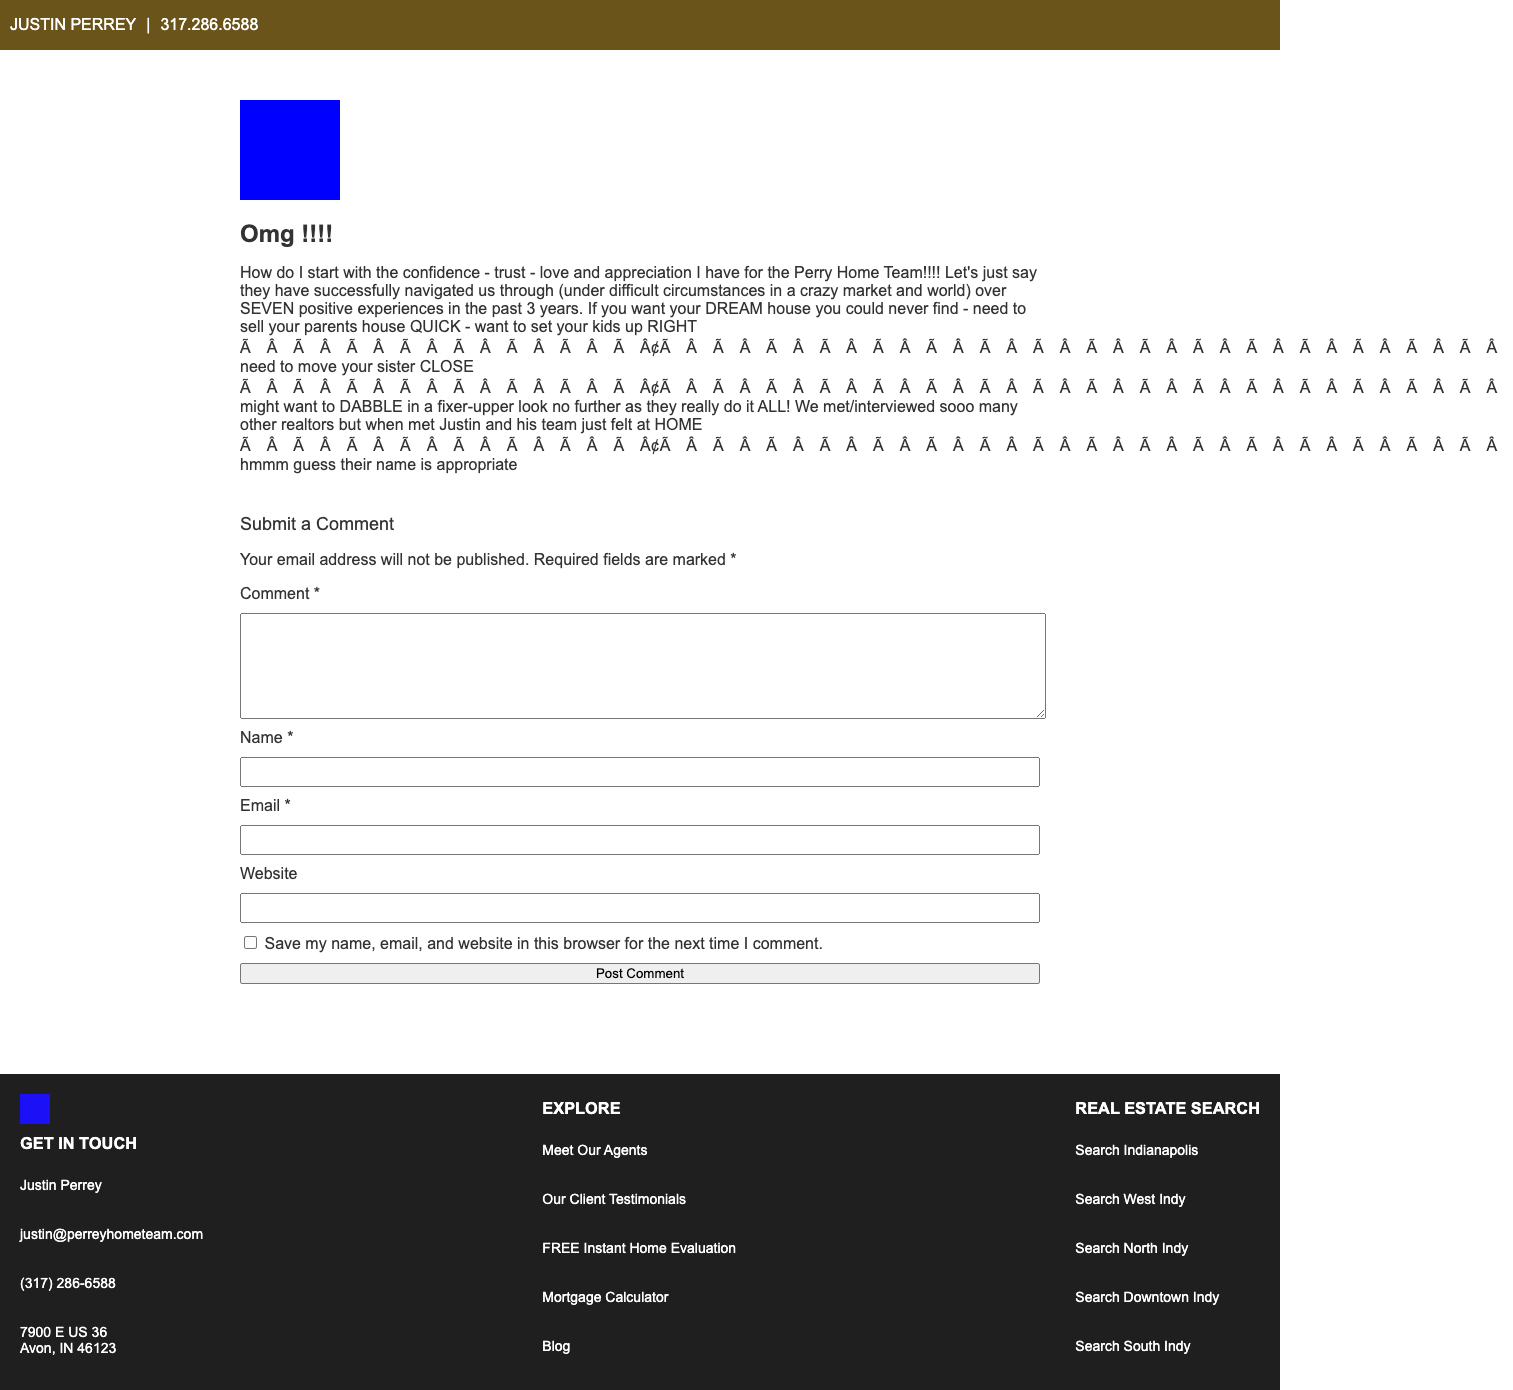 JUSTIN PERREY | 317.286.6588
Omg !!!!
How do I start with the confidence - trust - love and appreciation I have for the Perry Home Team!!!! Let's just say
they have successfully navigated us through (under difficult circumstances in a crazy market and world) over
SEVEN positive experiences in the past 3 years. If you want your DREAM house you could never find - need to
sell your parents house QUICK - want to set your kids up RIGHT
Ã Â Ã Â Ã Â Ã Â Ã Â Ã Â Ã Â Ã Â¢Ã Â Ã Â Ã Â Ã Â Ã Â Ã Â Ã Â Ã Â Ã Â Ã Â Ã Â Ã Â Ã Â Ã Â Ã Â Ã Â
need to move your sister CLOSE
Ã Â Ã Â Ã Â Ã Â Ã Â Ã Â Ã Â Ã Â¢Ã Â Ã Â Ã Â Ã Â Ã Â Ã Â Ã Â Ã Â Ã Â Ã Â Ã Â Ã Â Ã Â Ã Â Ã Â Ã Â
might want to DABBLE in a fixer-upper look no further as they really do it ALL! We met/interviewed sooo many
other realtors but when met Justin and his team just felt at HOME
Ã Â Ã Â Ã Â Ã Â Ã Â Ã Â Ã Â Ã Â¢Ã Â Ã Â Ã Â Ã Â Ã Â Ã Â Ã Â Ã Â Ã Â Ã Â Ã Â Ã Â Ã Â Ã Â Ã Â Ã Â
hmmm guess their name is appropriate
Submit a Comment
Your email address will not be published. Required fields are marked *
Comment *
Name *
Email *
Website
Save my name, email, and website in this browser for the next time I comment.
Post Comment
GET IN TOUCH
Justin Perrey
justin@perreyhometeam.com
(317) 286-6588
7900 E US 36
Avon, IN 46123
EXPLORE
Meet Our Agents
Our Client Testimonials
FREE Instant Home Evaluation
Mortgage Calculator
Blog
REAL ESTATE SEARCH
Search Indianapolis
Search West Indy
Search North Indy
Search Downtown Indy
Search South Indy